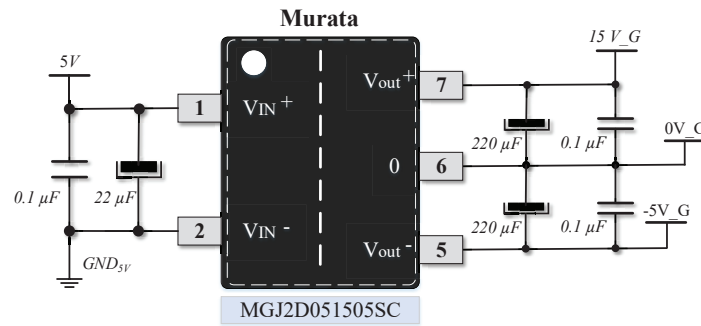 Murata
5V
15 V_G
1
VIN +
Vout+
7
0V_G
0.1 µF
22 µF
0
6
220 µF
0.1 µF
2
VIN -
Vout -
5
-5V_G
220 µF
0.1 µF
GND5V
MGJ2D051505SC